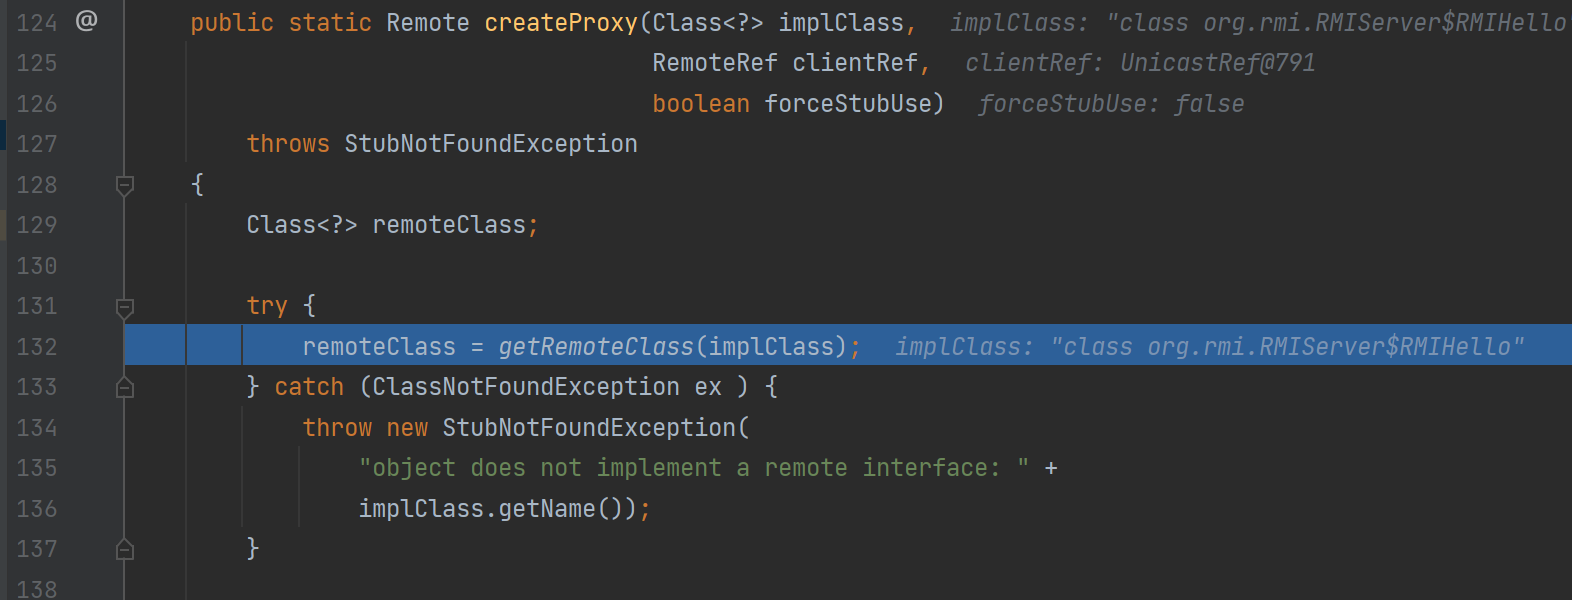 124 @ public static Remote createProxy(Class<?> implClass, implClass: "class org.rmi.RMIServer$RMIHello"
125 RemoteRef clientRef, clientRef: UnicastRef@791
126 boolean forceStubUse) forceStubUse: false
127 throws StubNotFoundException
128 {
129 Class<?> remoteClass;
130
131 try {
132 remoteClass = getRemoteClass(implClass); implClass: "class org.rmi.RMIServer$RMIHello"
133 } catch (ClassNotFoundException ex ) {
134 throw new StubNotFoundException(
135 "object does not implement a remote interface: " +
136 implClass.getName());
137 }
138